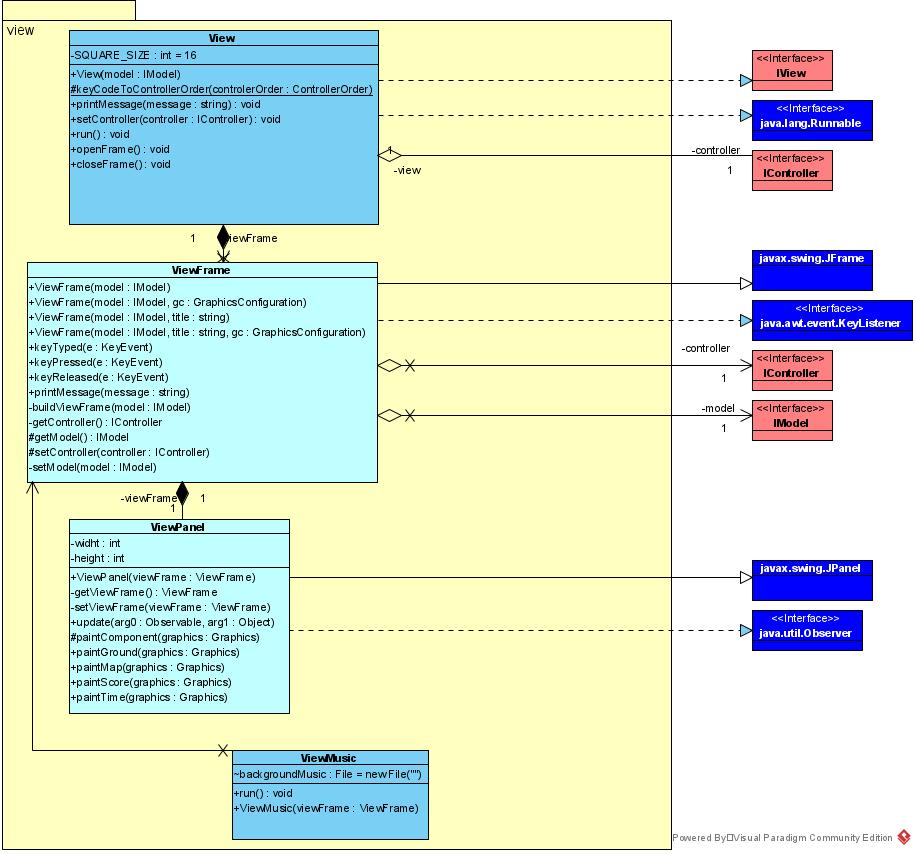 view
View
-SQUARE_SIZE : int = 16
+View(model : IModel)
#keyCodeToControllerOrder(controlerOrder : ControllerOrder)
+printMessage(message : string) : void
+setController(controller : IController) : void
+run() : void
+openFrame() : void
+closeFrame() : void
<<Interface>>
IView
<<Interface>>
java.lang.Runnable
1
-view
-controller
1
<<Interface>>
IController
1
viewFrame
ViewFrame
+ViewFrame(model : IModel)
+ViewFrame(model : IModel, gc : GraphicsConfiguration)
+ViewFrame(model : IModel, title : string)
+ViewFrame(model : IModel, title : string, gc : GraphicsConfiguration)
+keyTyped(e : KeyEvent)
+keyPressed(e : KeyEvent)
+keyReleased(e : KeyEvent)
+printMessage(message : string)
-buildViewFrame(model : IModel)
-getController() : IController
#getModel() : IModel
#setController(controller : IController)
-setModel(model : IModel)
javax.swing.JFrame
<<Interface>>
java.awt.event.KeyListener
-controller
1
<<Interface>>
IController
-model
1
<<Interface>>
IModel
-viewFrame
1
1
ViewPanel
-widht : int
-height : int
+ViewPanel(viewFrame : ViewFrame)
-getViewFrame() : ViewFrame
-setViewFrame(viewFrame : ViewFrame)
+update(arg0 : Observable, arg1 : Object)
#paintComponent(graphics : Graphics)
+paintGround(graphics : Graphics)
+paintMap(graphics : Graphics)
+paintScore(graphics : Graphics)
+paintTime(graphics : Graphics)
javax.swing.JPanel
<<Interface>>
java.util.Observer
ViewMusic
~backgroundMusic : File = new File("")
+run() : void
+ViewMusic(viewFrame : ViewFrame)
Powered By Visual Paradigm Community Edition